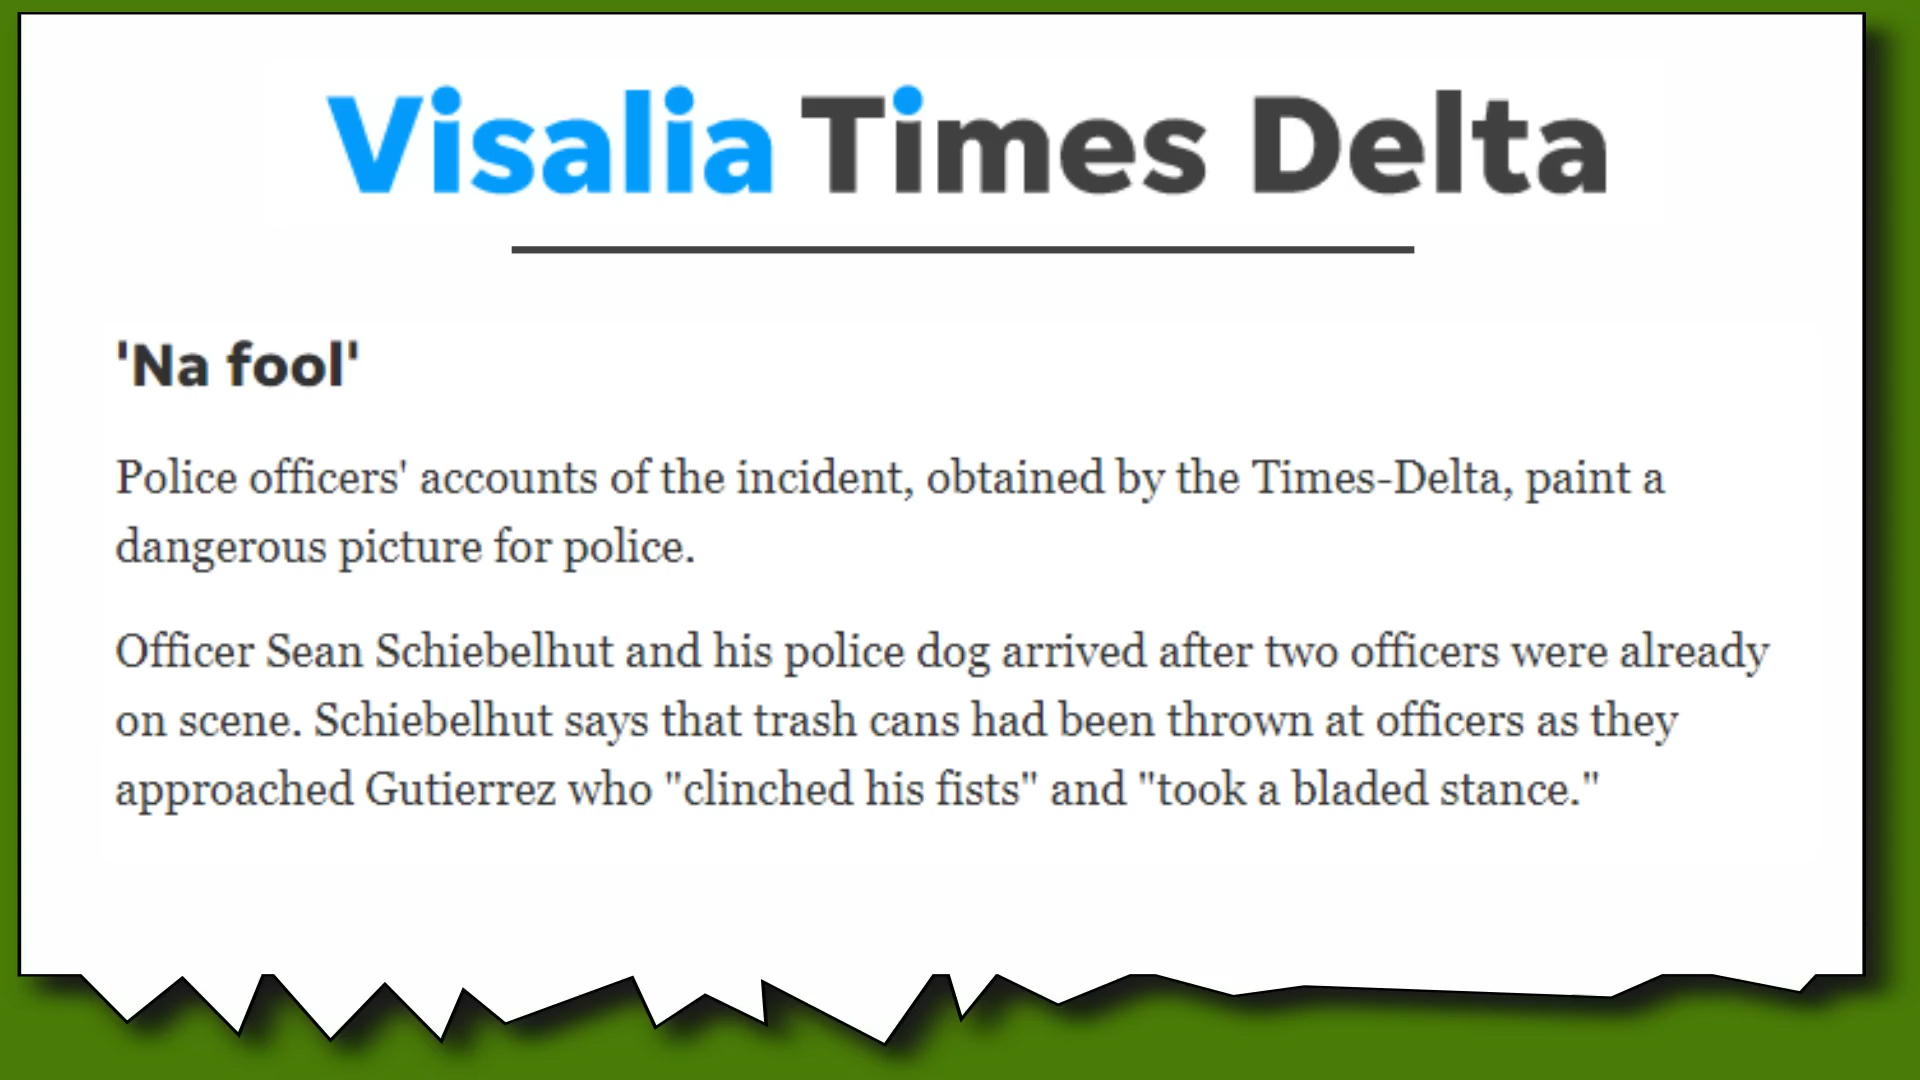 Visalia Times Delta
'Na fool'
Police officers' accounts of the incident, obtained by the Times-Delta, paint a
dangerous picture for police.
Officer Sean Schiebelhut and his police dog arrived after two officers were already
on scene. Schiebelhut says that trash cans had been thrown at officers as they
approached Gutierrez who "clinched his fists" and "took a bladed stance."